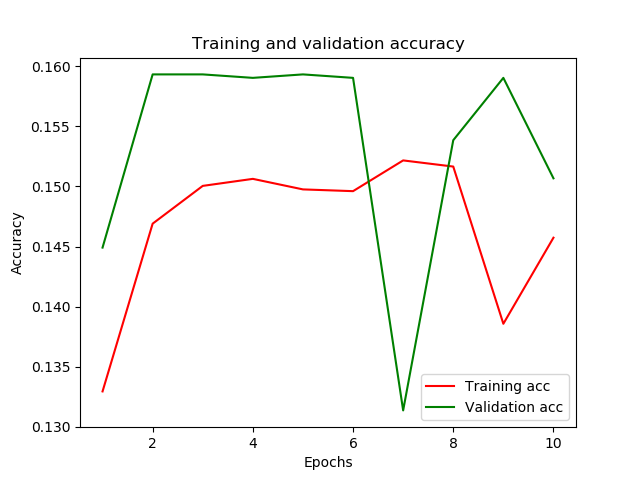 Training and validation accuracy
0.160
0.155
0.150
0.145
0.140
0.135
0.130
Accuracy
2
4
6
8
10
Epochs
Training acc
Validation acc